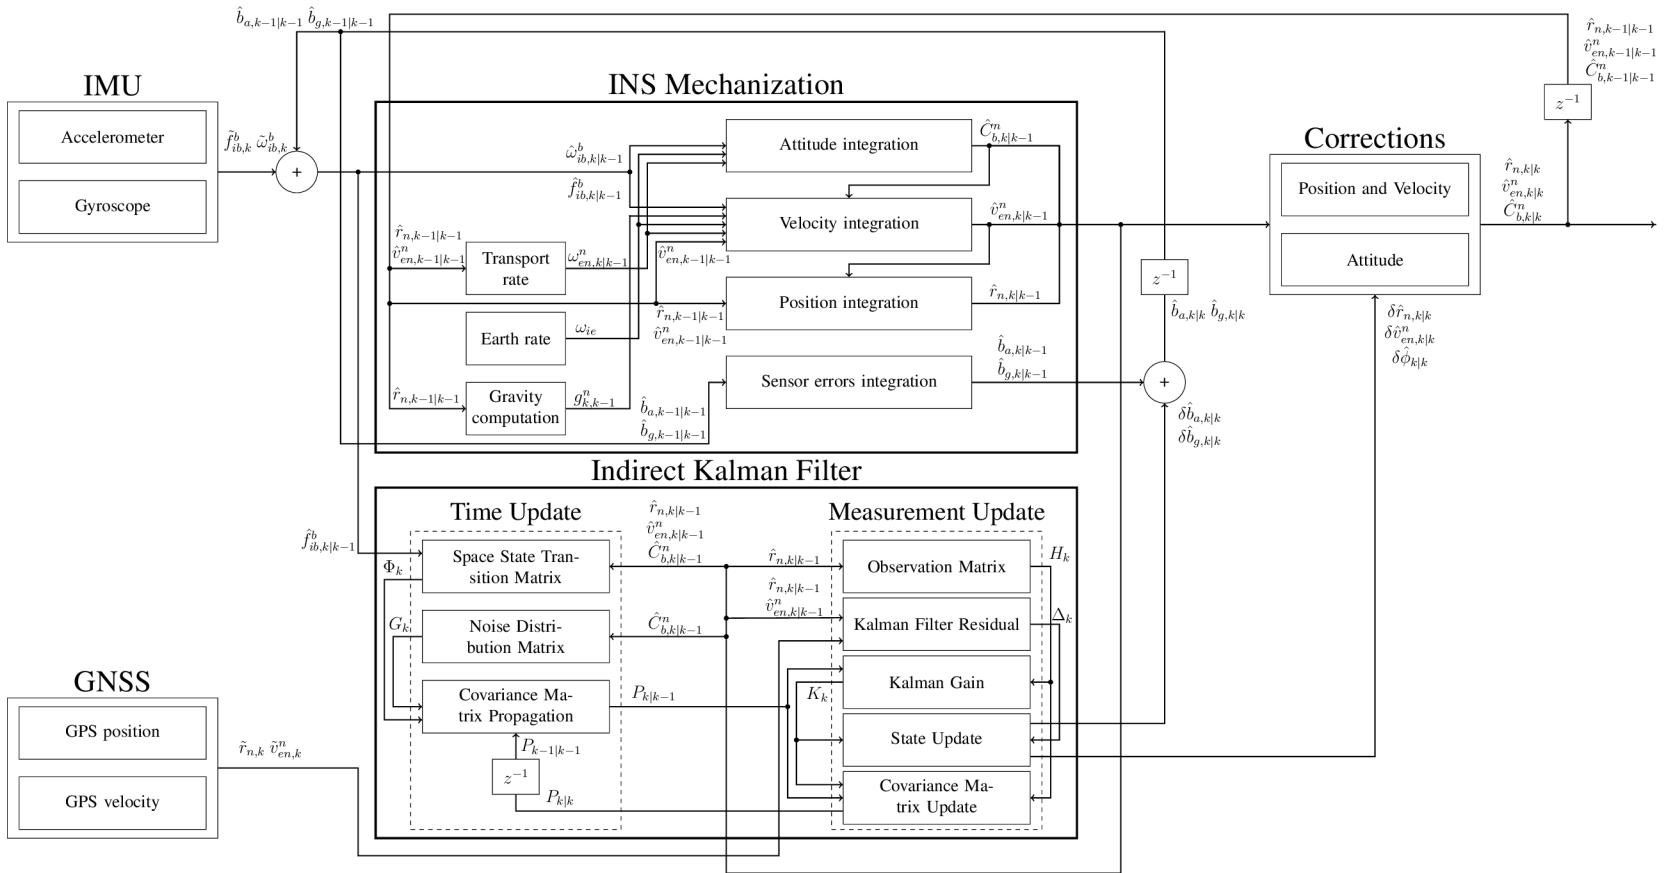 b̂_{a,k−1|k−1} b̂_{g,k−1|k−1}
r̂_{n,k−1|k−1}
v̂^n_{en,k−1|k−1}
Ĉ^n_{b,k−1|k−1}
z^{−1}
IMU
Accelerometer
Gyroscope
f̃^b_{ib,k} ω̃^b_{ib,k}
+
INS Mechanization
ω̂^b_{ib,k|k−1}
f̂^b_{ib,k|k−1}
Attitude integration
Ĉ^n_{b,k|k−1}
Velocity integration
v̂^n_{en,k|k−1}
Position integration
r̂_{n,k|k−1}
r̂_{n,k−1|k−1}
v̂^n_{en,k−1|k−1}
Transport
rate
ω^n_{en,k|k−1}
v̂^n_{en,k−1|k−1}
r̂_{n,k−1|k−1}
v̂^n_{en,k−1|k−1}
Earth rate
ω_{ie}
r̂_{n,k−1|k−1}
Gravity
computation
g^n_{k,k−1}
b̂_{a,k−1|k−1}
b̂_{g,k−1|k−1}
Sensor errors integration
b̂_{a,k|k−1}
b̂_{g,k|k−1}
z^{−1}
b̂_{a,k|k} b̂_{g,k|k}
+
δb̂_{a,k|k}
δb̂_{g,k|k}
Corrections
Position and Velocity
Attitude
r̂_{n,k|k}
v̂^n_{en,k|k}
Ĉ^n_{b,k|k}
δr̂_{n,k|k}
δv̂^n_{en,k|k}
δϕ̂_{k|k}
Indirect Kalman Filter
Time Update
f̂^b_{ib,k|k−1}
Space State Tran-
sition Matrix
Φ_k
Noise Distri-
bution Matrix
G_k
Covariance Ma-
trix Propagation
P_{k|k−1}
P_{k−1|k−1}
z^{−1}
P_{k|k}
r̂_{n,k|k−1}
v̂^n_{en,k|k−1}
Ĉ^n_{b,k|k−1}
Ĉ^n_{b,k|k−1}
Measurement Update
r̂_{n,k|k−1}
Observation Matrix
H_k
r̂_{n,k|k−1}
v̂^n_{en,k|k−1}
Kalman Filter Residual
Δ_k
Kalman Gain
K_k
State Update
Covariance Ma-
trix Update
GNSS
GPS position
GPS velocity
r̃_{n,k} ṽ^n_{en,k}